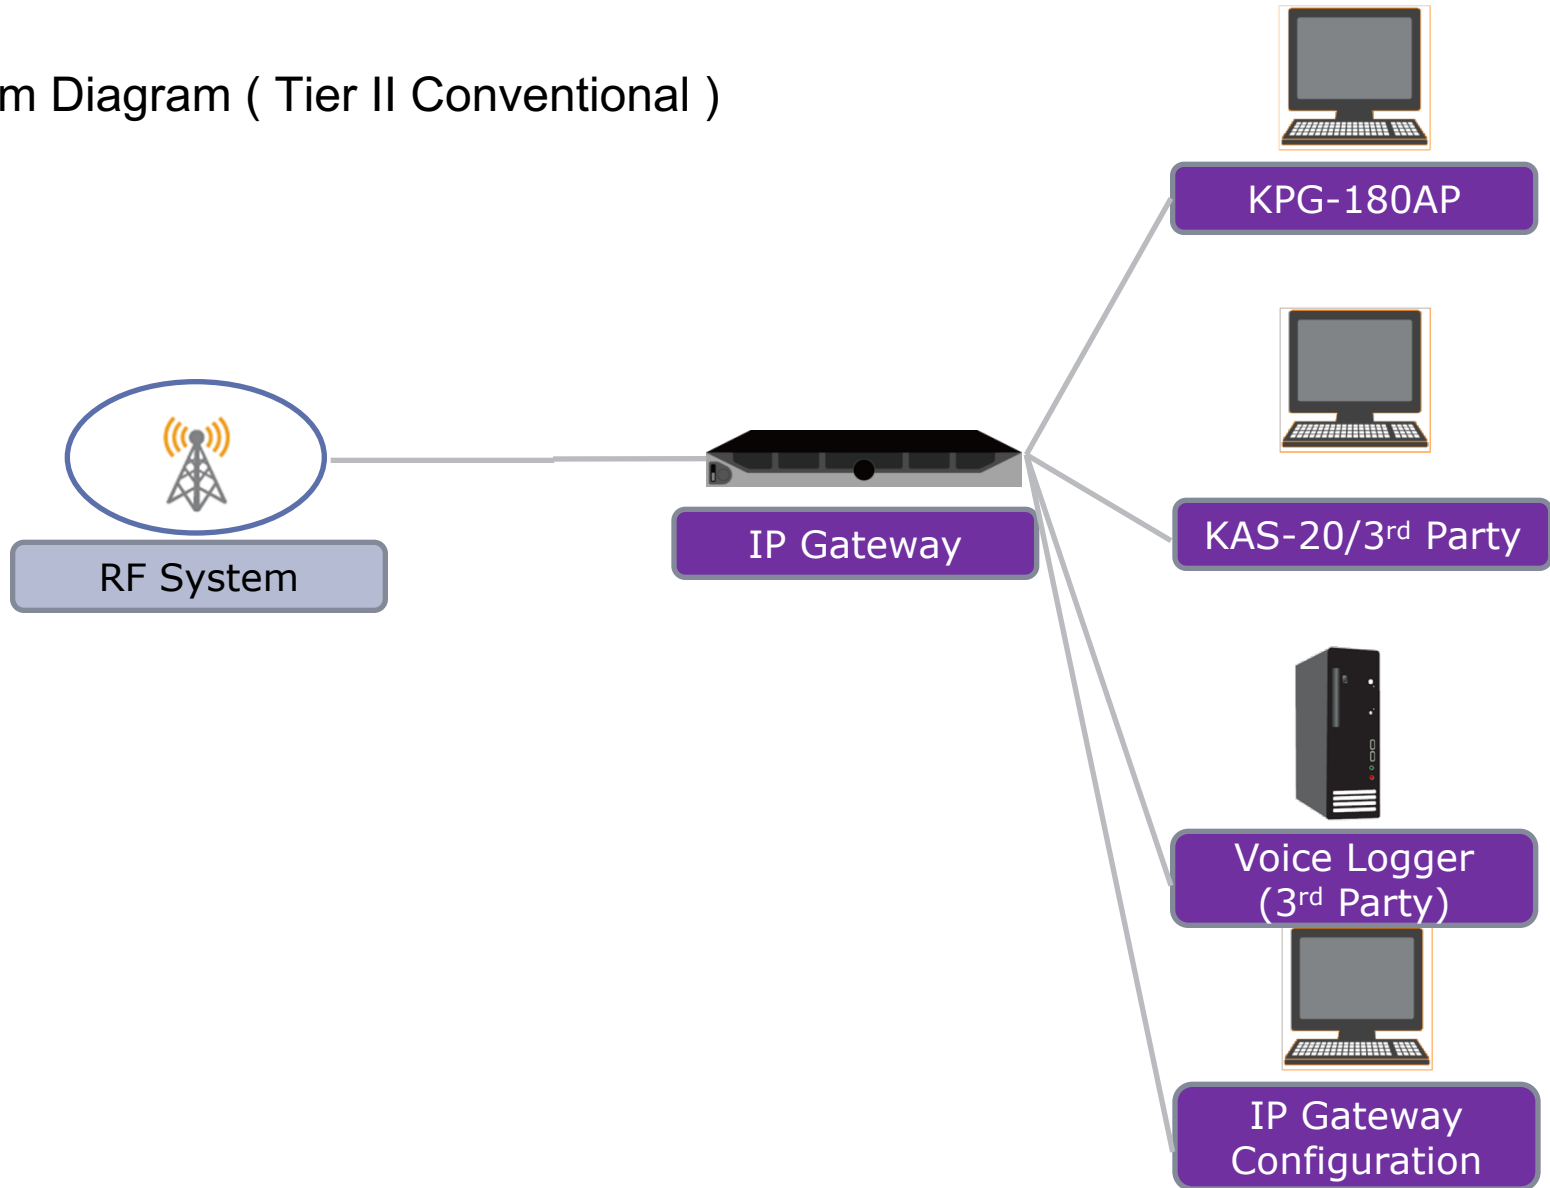 m Diagram ( Tier II Conventional )
KPG-180AP
KAS-20/3rd Party
IP Gateway
RF System
Voice Logger
(3rd Party)
IP Gateway
Configuration